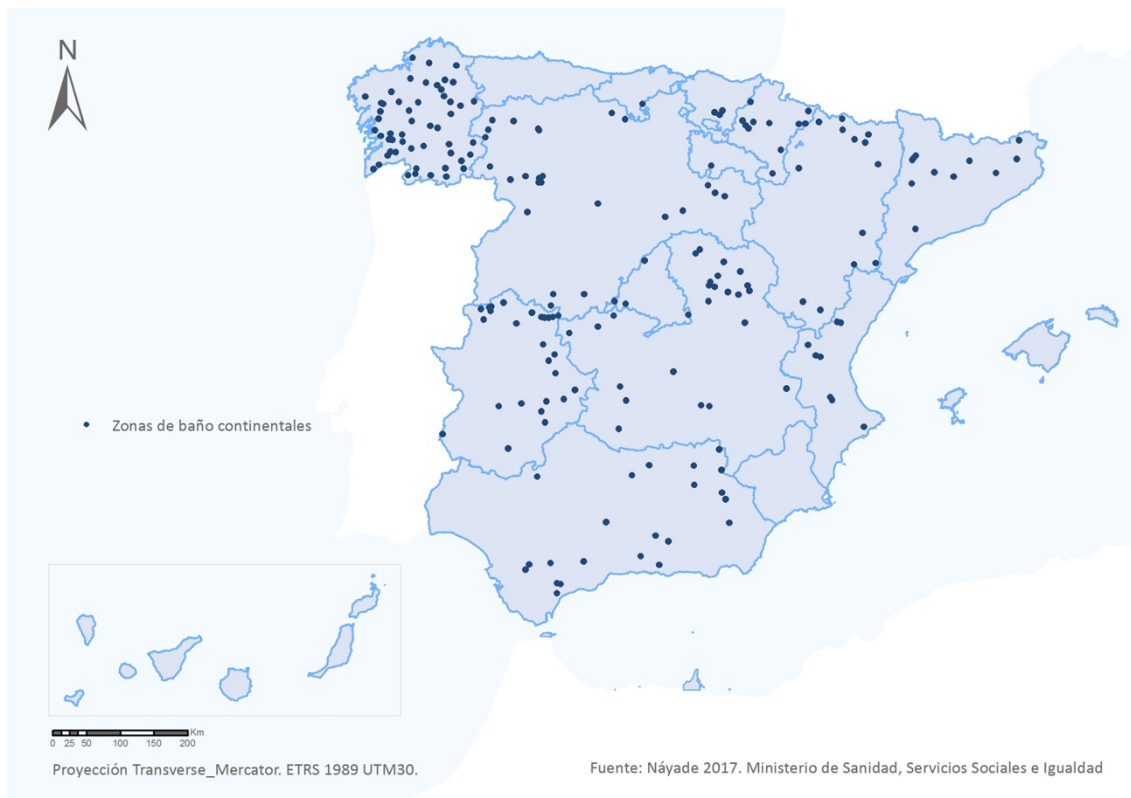 N
Zonas de baño continentales
Km
0 25 50 100 150 200
Proyección Transverse_Mercator. ETRS 1989 UTM30.
Fuente: Náyade 2017. Ministerio de Sanidad, Servicios Sociales e Igualdad